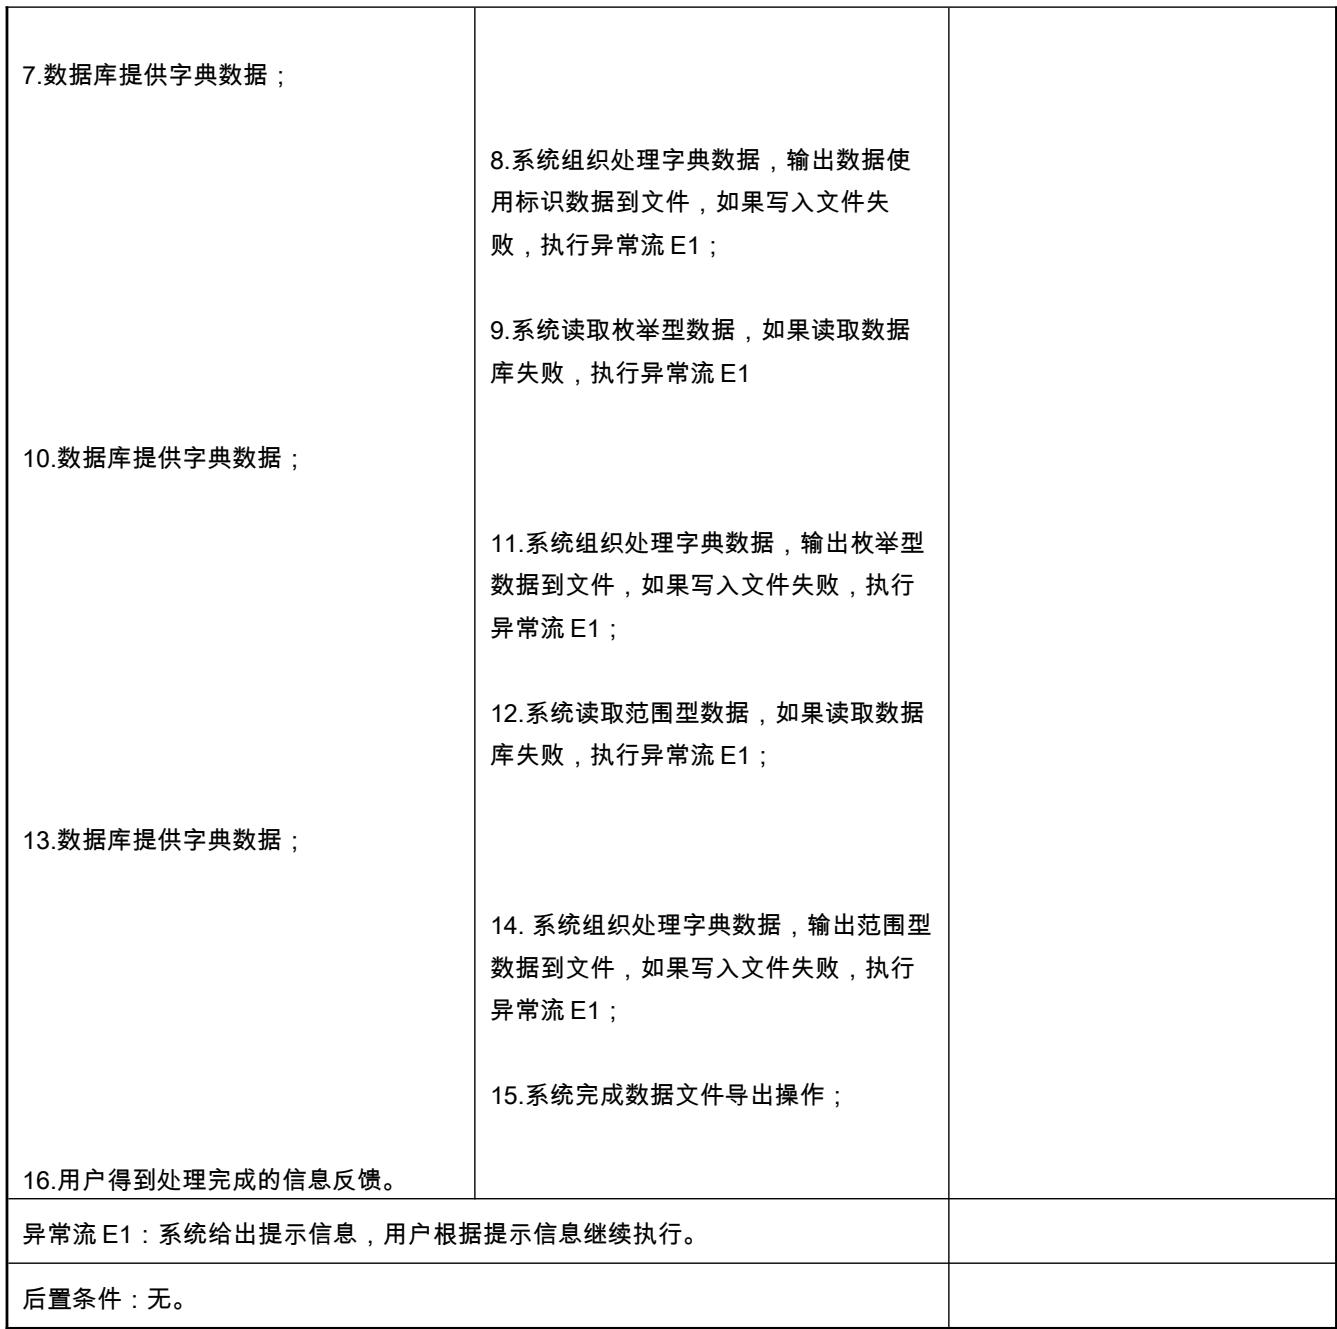 7.数据库提供字典数据；
8.系统组织处理字典数据，输出数据使
用标识数据到文件，如果写入文件失
败，执行异常流 E1；
9.系统读取枚举型数据，如果读取数据
库失败，执行异常流 E1
10.数据库提供字典数据；
11.系统组织处理字典数据，输出枚举型
数据到文件，如果写入文件失败，执行
异常流 E1；
12.系统读取范围型数据，如果读取数据
库失败，执行异常流 E1；
13.数据库提供字典数据；
14. 系统组织处理字典数据，输出范围型
数据到文件，如果写入文件失败，执行
异常流 E1；
15.系统完成数据文件导出操作；
16.用户得到处理完成的信息反馈。
异常流 E1：系统给出提示信息，用户根据提示信息继续执行。
后置条件：无。